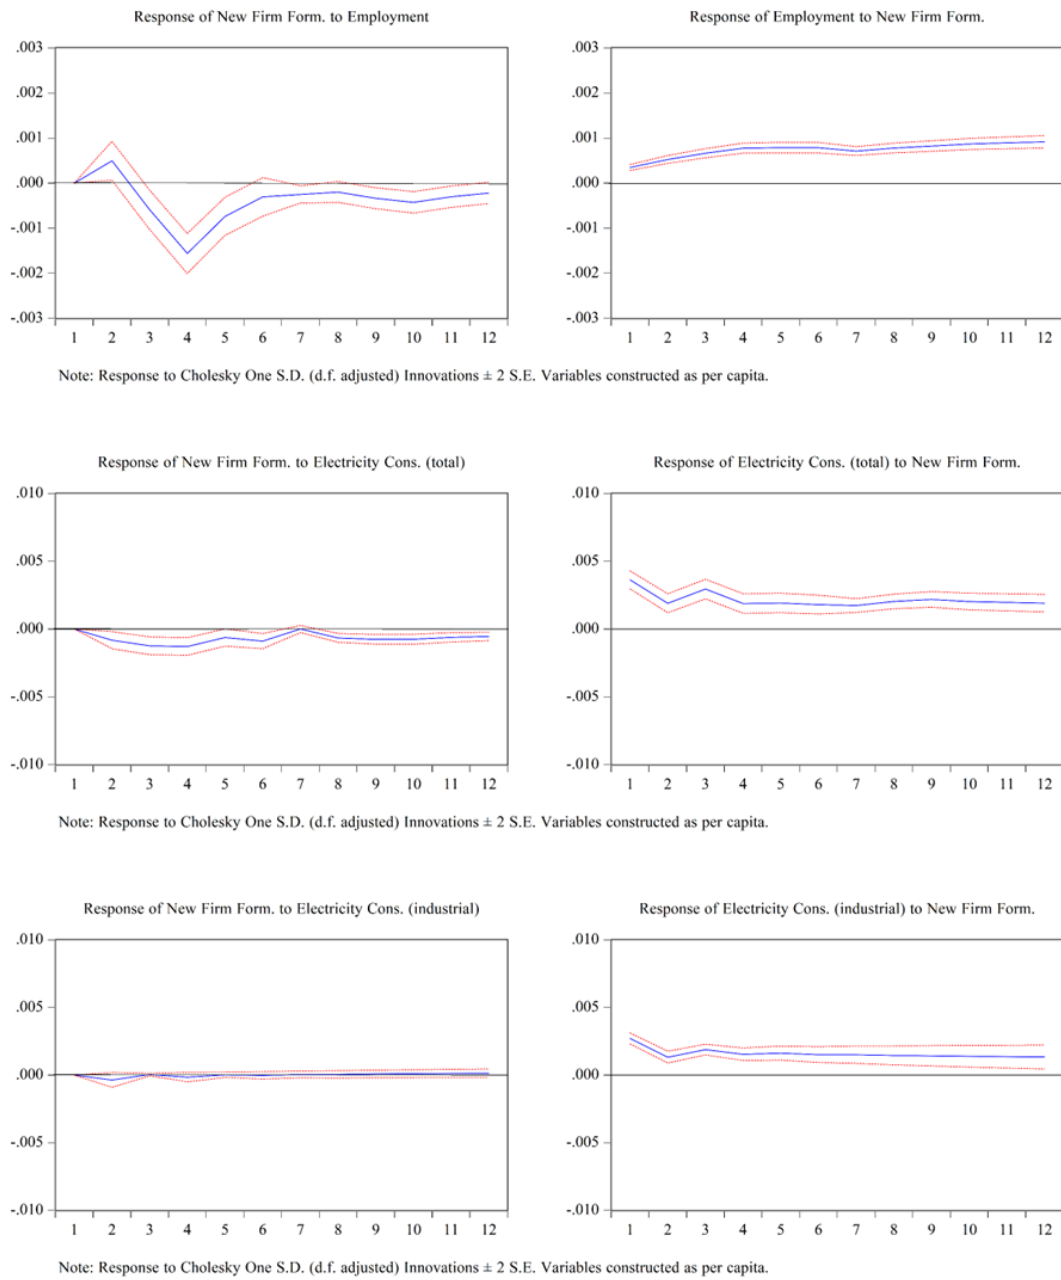 Response of New Firm Form. to Employment
.003
.002
.001
.000
-.001
-.002
-.003
1 2 3 4 5 6 7 8 9 10 11 12
Response of Employment to New Firm Form.
.003
.002
.001
.000
-.001
-.002
-.003
1 2 3 4 5 6 7 8 9 10 11 12
Note: Response to Cholesky One S.D. (d.f. adjusted) Innovations ± 2 S.E. Variables constructed as per capita.
Response of New Firm Form. to Electricity Cons. (total)
.010
.005
.000
-.005
-.010
1 2 3 4 5 6 7 8 9 10 11 12
Response of Electricity Cons. (total) to New Firm Form.
.010
.005
.000
-.005
-.010
1 2 3 4 5 6 7 8 9 10 11 12
Note: Response to Cholesky One S.D. (d.f. adjusted) Innovations ± 2 S.E. Variables constructed as per capita.
Response of New Firm Form. to Electricity Cons. (industrial)
.010
.005
.000
-.005
-.010
1 2 3 4 5 6 7 8 9 10 11 12
Response of Electricity Cons. (industrial) to New Firm Form.
.010
.005
.000
-.005
-.010
1 2 3 4 5 6 7 8 9 10 11 12
Note: Response to Cholesky One S.D. (d.f. adjusted) Innovations ± 2 S.E. Variables constructed as per capita.